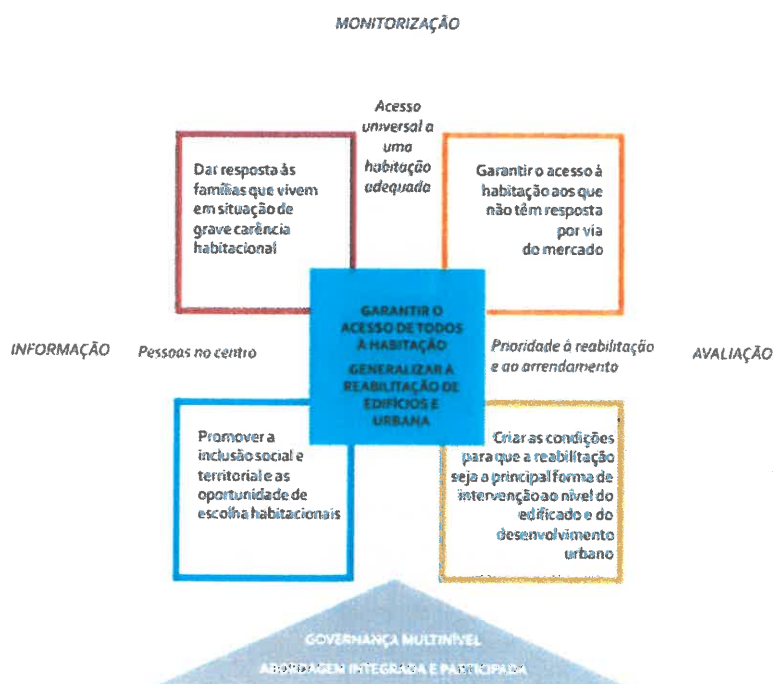 MONITORIZAÇÃO
Acesso
universal a
uma
habitação
adequada
Dar resposta às
famílias que vivem
em situação de
grave carência
habitacional
Garantir o acesso à
habitação aos que
não têm resposta
por via
do mercado
GARANTIR O
ACESSO DE TODOS
À HABITAÇÃO
GENERALIZAR A
REABILITAÇÃO DE
EDIFÍCIOS E
URBANA
INFORMAÇÃO
Pessoas no centro
Prioridade à reabilitação
e ao arrendamento
AVALIAÇÃO
Promover a
inclusão social e
territorial e as
oportunidade de
escolha habitacionais
Criar as condições
para que a reabilitação
seja a principal forma de
intervenção ao nível do
edificado e do
desenvolvimento
urbano
GOVERNANÇA MULTINÍVEL
ABORDAGEM INTEGRADA E PARTICIPADA